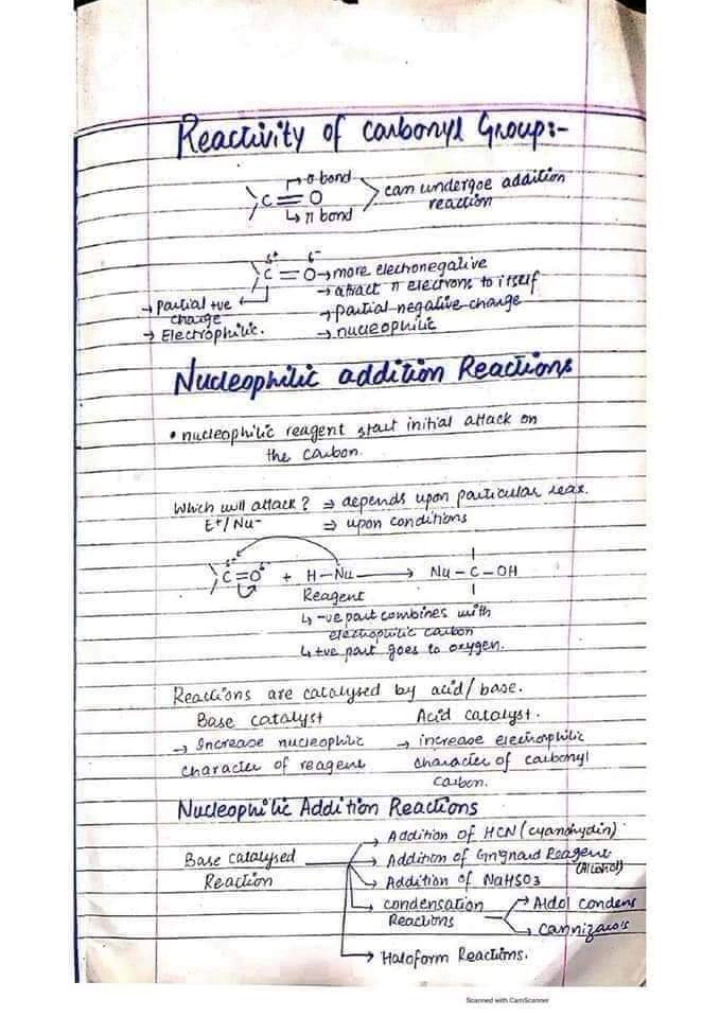 Reactivity of carbonyl Group:-
σ bond
C = O
π bond
can undergoe addition
reaction
δ+ δ-
C = O → more electronegative
→ attract π electrons to itself
→ Partial +ve
charge
→ partial negative charge
→ Electrophilic.
→ nucleophilic
Nucleophilic addition Reactions
• nucleophilic reagent start initial attack on
the carbon.
Which will attack? ⇒ depends upon particular reax.
E+/Nu- ⇒ upon conditions
δ+ δ-
C=O + H-Nu → Nu - C - OH
Reagent
↳ -ve part combines with
electrophilic carbon
↳ +ve part goes to oxygen.
Reactions are catalysed by acid/base.
Base catalyst Acid catalyst.
→ Increase nucleophilic → increase electrophilic
character of reagent character of carbonyl
carbon.
Nucleophilic Addition Reactions
Base catalysed
Reaction
→ Addition of HCN (cyanohydin)
→ Addition of Grignard Reagent
(Alcohol)
→ Addition of NaHSO3
→ condensation
Reactions
→ Aldol condens
→ Cannizaro's
→ Haloform Reactions.
Scanned with CamScanner